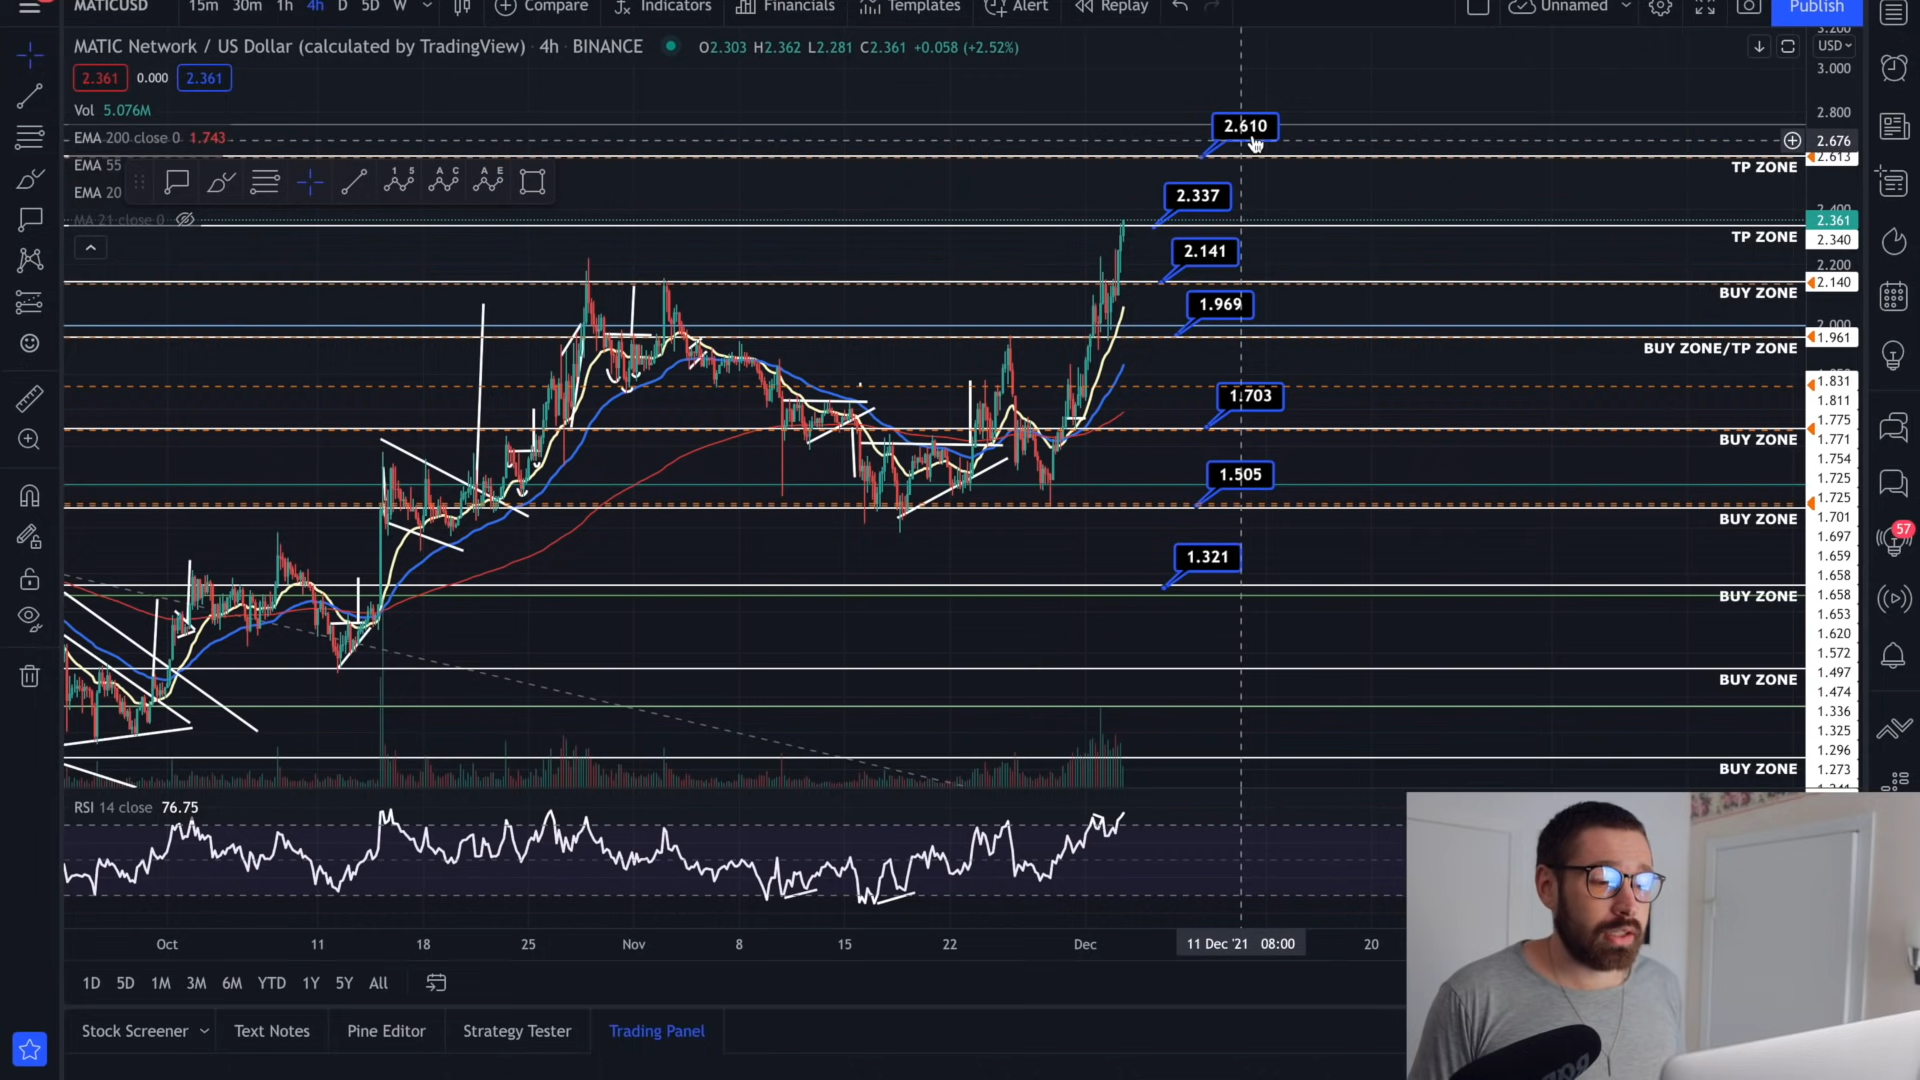 MATICUSD 15m 30m 1h 4h D 5D W Compare Indicators Financials Templates Alert Replay Unnamed Publish
MATIC Network / US Dollar (calculated by TradingView) · 4h · BINANCE O2.303 H2.362 L2.281 C2.361 +0.058 (+2.52%) USD
2.361 0.000 2.361
3.000
Vol 5.076M
2.800
2.610
EMA 200 close 0 1.743
2.676
2.613
EMA 55
TP ZONE
EMA 20
2.337
MA 21 close 0
2.361
TP ZONE 2.340
2.141
2.200
2.140
BUY ZONE
1.969
2.000
1.961
BUY ZONE/TP ZONE
1.831
1.703
1.811
1.775
BUY ZONE 1.771
1.754
1.505
1.725
1.725
1.701
BUY ZONE
1.697
1.321
1.659
1.658
BUY ZONE 1.658
1.653
1.620
1.572
BUY ZONE
1.497
1.474
1.336
1.325
1.296
BUY ZONE 1.273
RSI 14 close 76.75
57
Oct 11 18 25 Nov 8 15 22 Dec 11 Dec '21 08:00 20
1D 5D 1M 3M 6M YTD 1Y 5Y All
Stock Screener Text Notes Pine Editor Strategy Tester Trading Panel